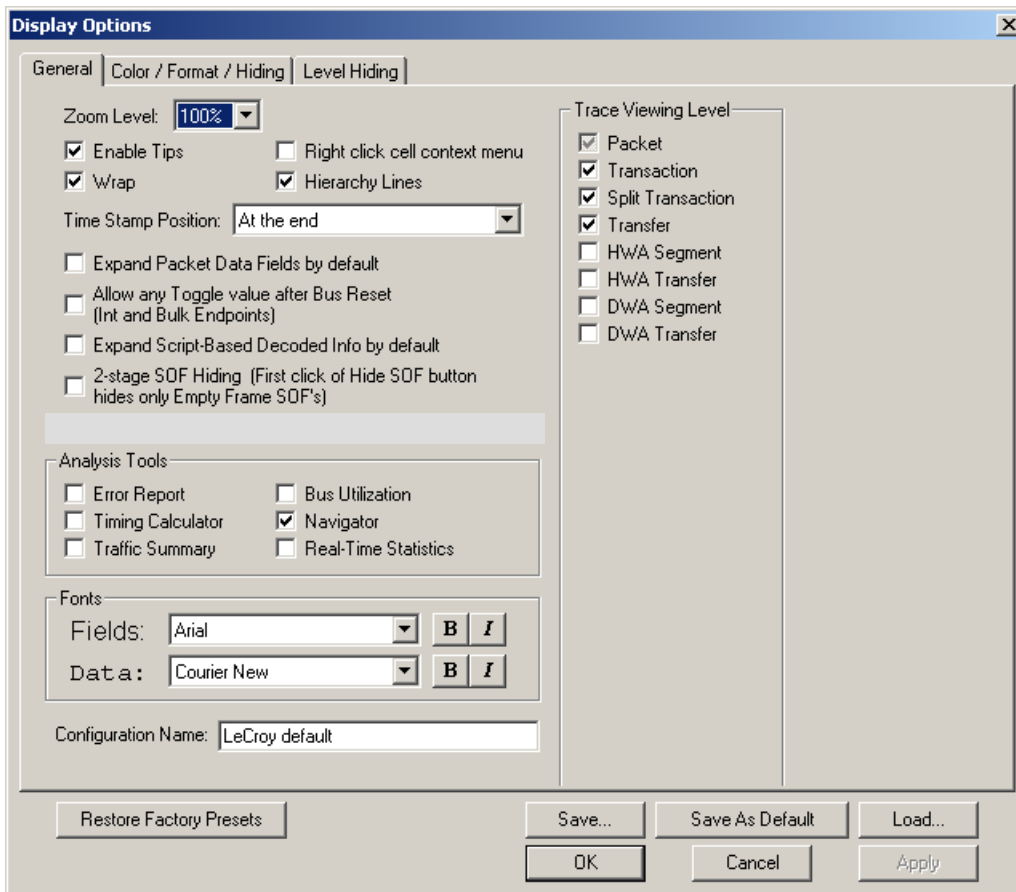 Display Options
General
Color / Format / Hiding
Level Hiding
Zoom Level: 100%
Enable Tips
Right click cell context menu
Wrap
Hierarchy Lines
Time Stamp Position: At the end
Expand Packet Data Fields by default
Allow any Toggle value after Bus Reset
(Int and Bulk Endpoints)
Expand Script-Based Decoded Info by default
2-stage SOF Hiding (First click of Hide SOF button
hides only Empty Frame SOF's)
Analysis Tools
Error Report
Bus Utilization
Timing Calculator
Navigator
Traffic Summary
Real-Time Statistics
Fonts
Fields: Arial B I
Data: Courier New B I
Configuration Name: LeCroy default
Trace Viewing Level
Packet
Transaction
Split Transaction
Transfer
HWA Segment
HWA Transfer
DWA Segment
DWA Transfer
Restore Factory Presets
Save...
Save As Default
Load...
OK
Cancel
Apply